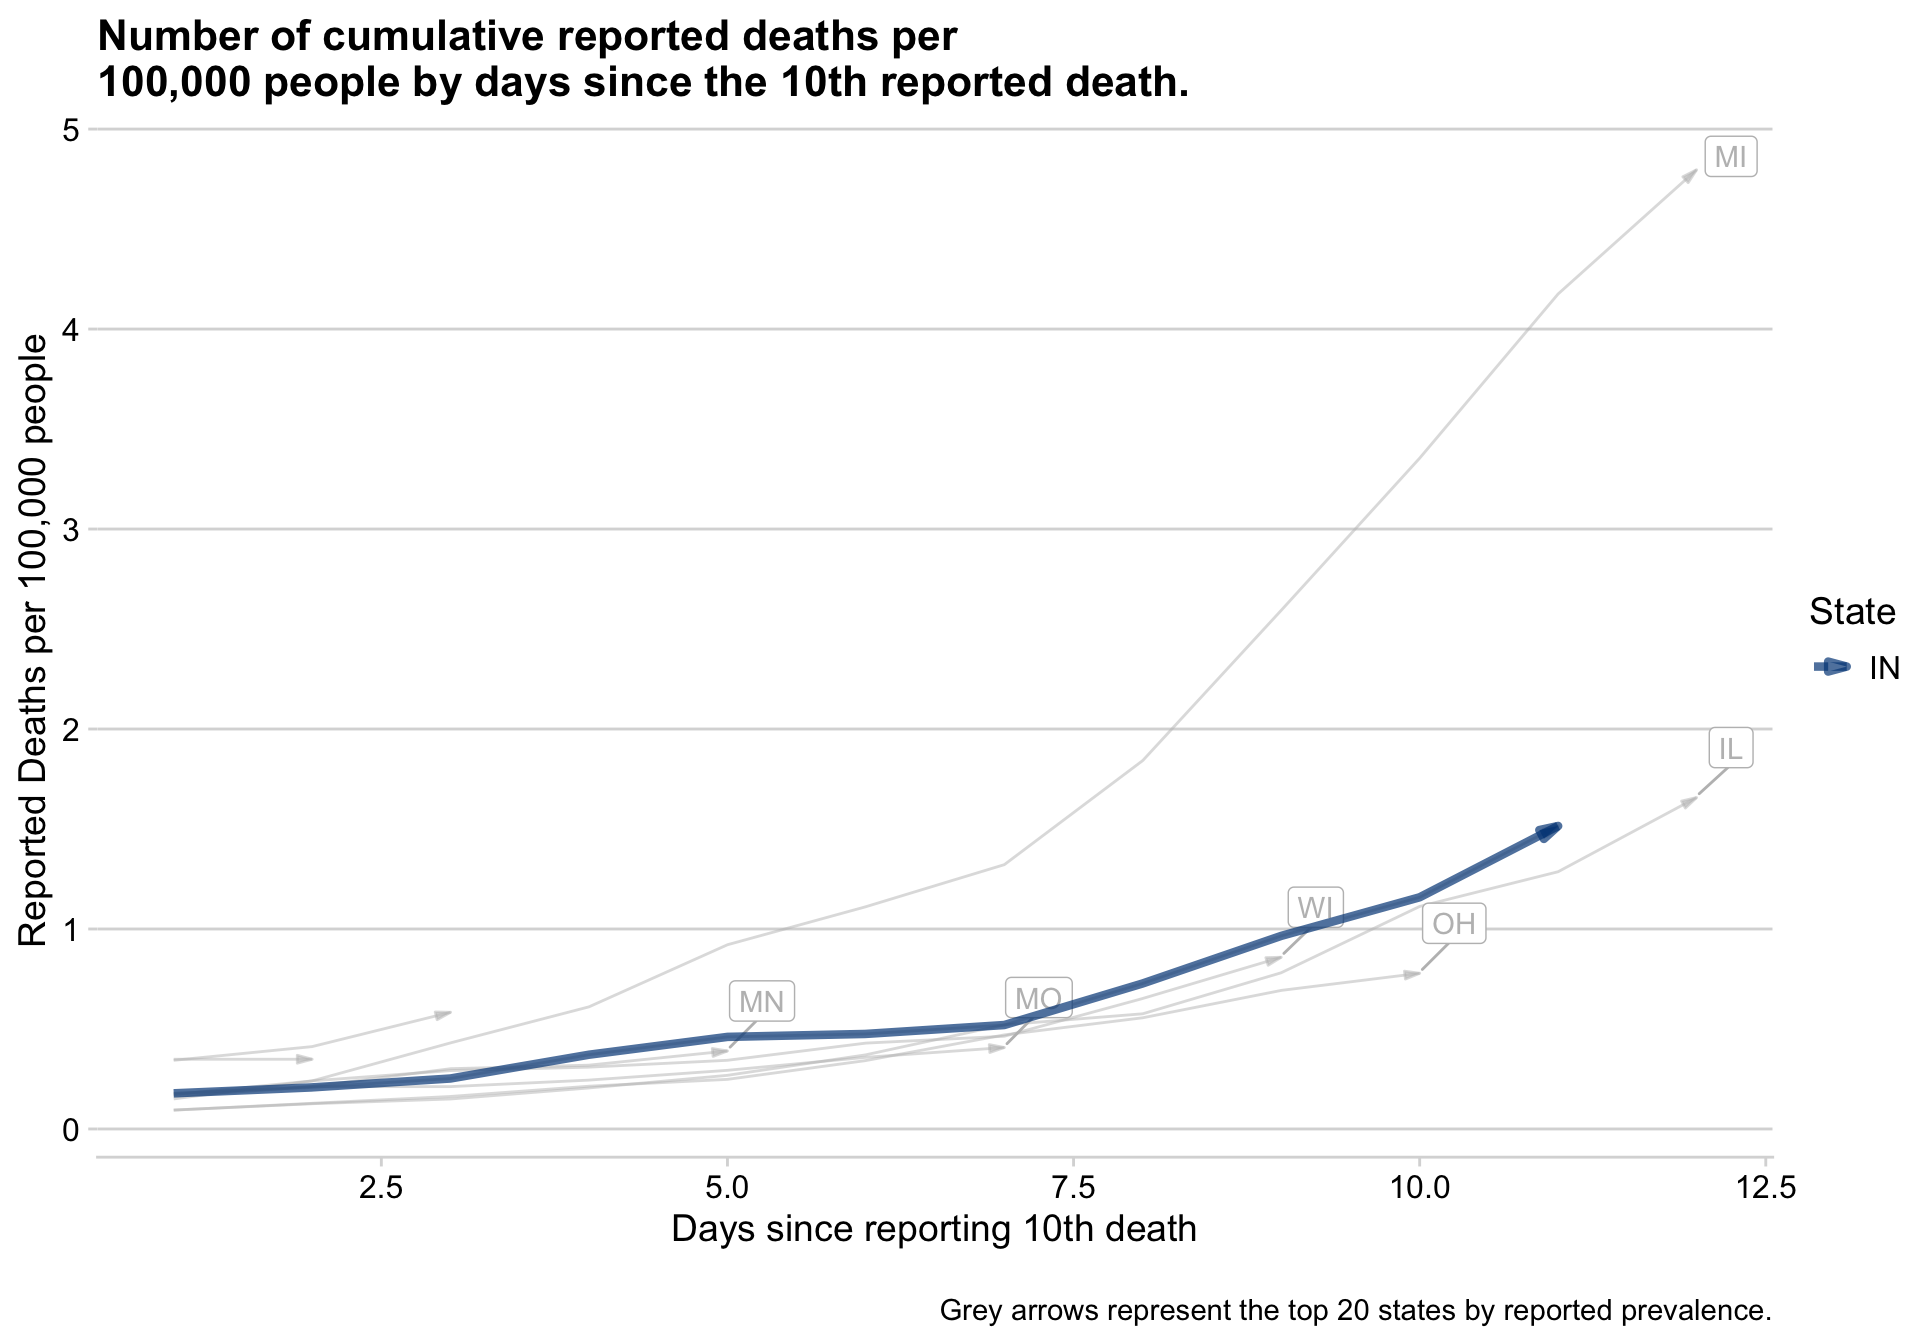 Number of cumulative reported deaths per
100,000 people by days since the 10th reported death.
Reported Deaths per 100,000 people
5
4
3
2
1
0
MI
IL
WI
OH
MN
MO
State
IN
2.5
5.0
7.5
10.0
12.5
Days since reporting 10th death
Grey arrows represent the top 20 states by reported prevalence.